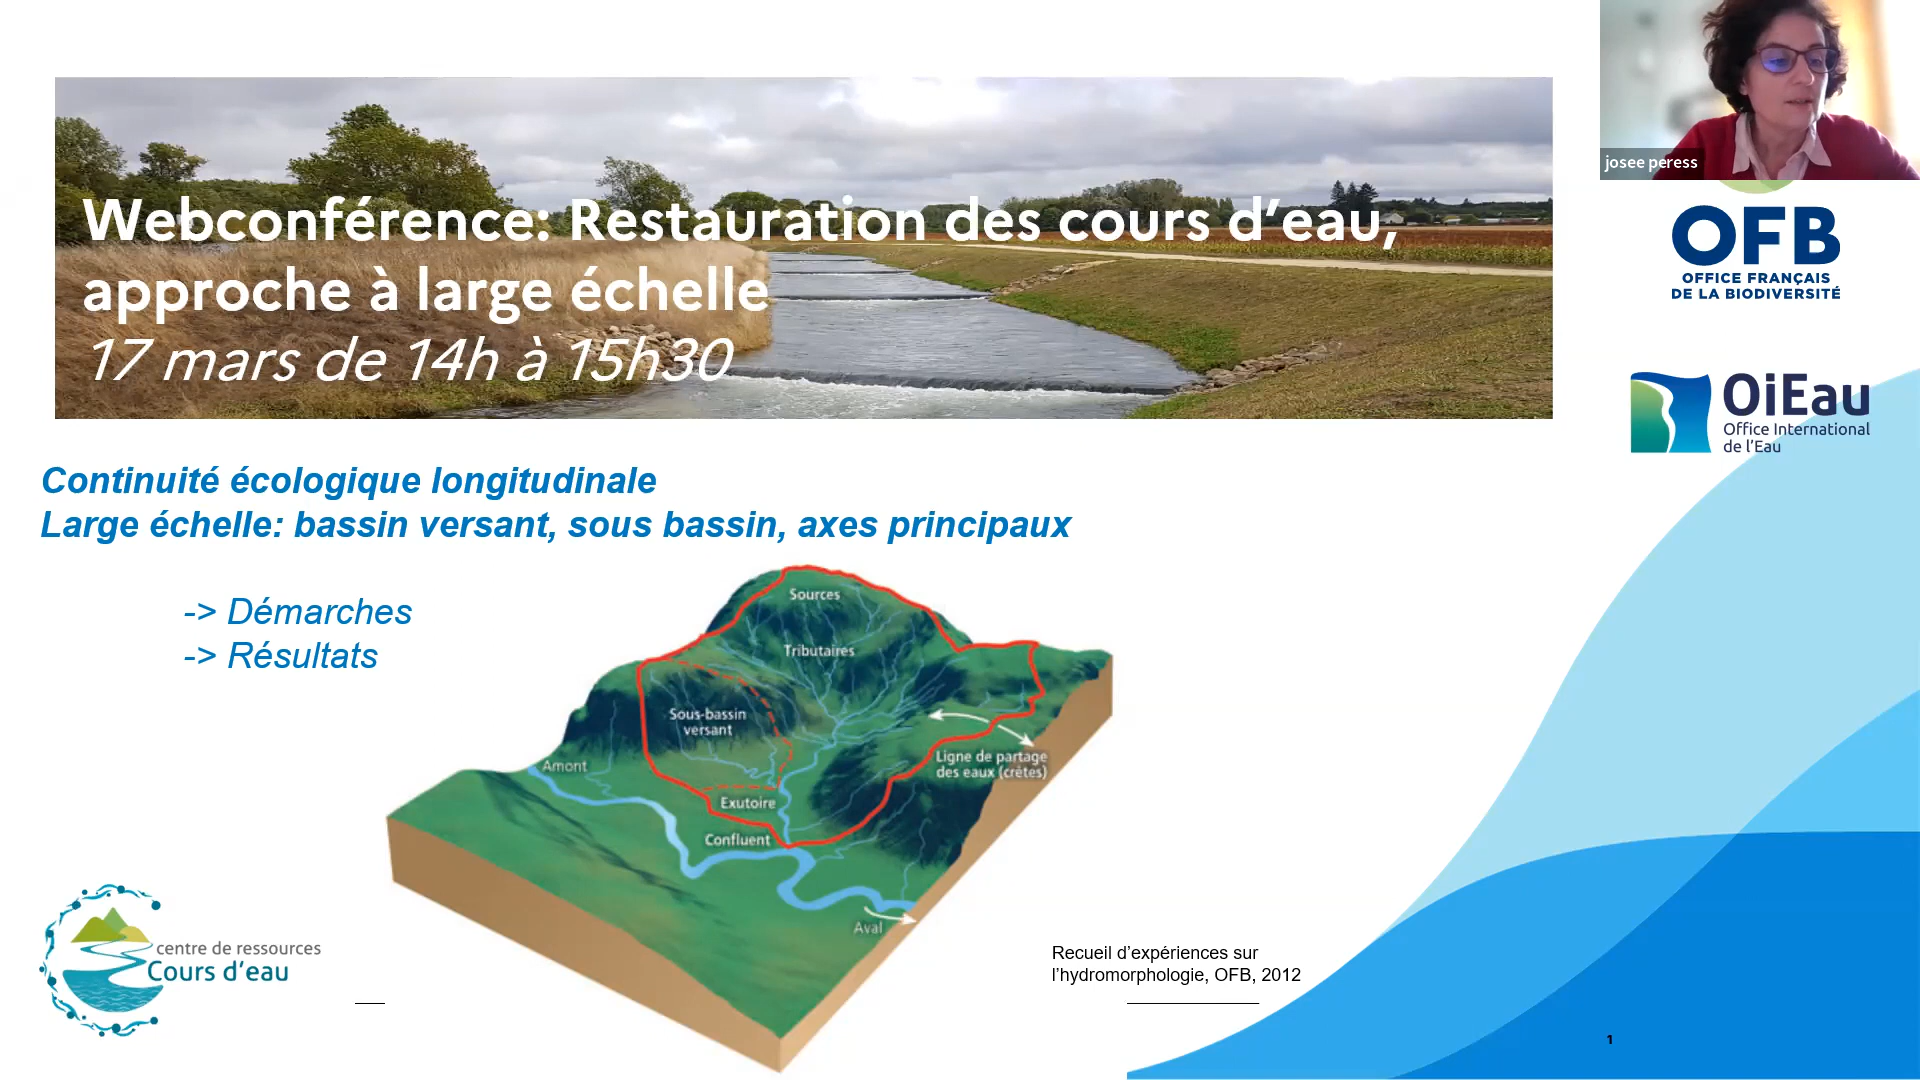 Webconférence: Restauration des cours d’eau,
approche à large échelle
17 mars de 14h à 15h30
josee peress
OFB
OFFICE FRANÇAIS
DE LA BIODIVERSITÉ
OiEau
Office International
de l’Eau
Continuité écologique longitudinale
Large échelle: bassin versant, sous bassin, axes principaux
-> Démarches
-> Résultats
Sources
Tributaires
Sous-bassin
versant
Ligne de partage
des eaux (crètes)
Amont
Exutoire
Confluent
Aval
centre de ressources
Cours d’eau
Recueil d’expériences sur
l’hydromorphologie, OFB, 2012
1